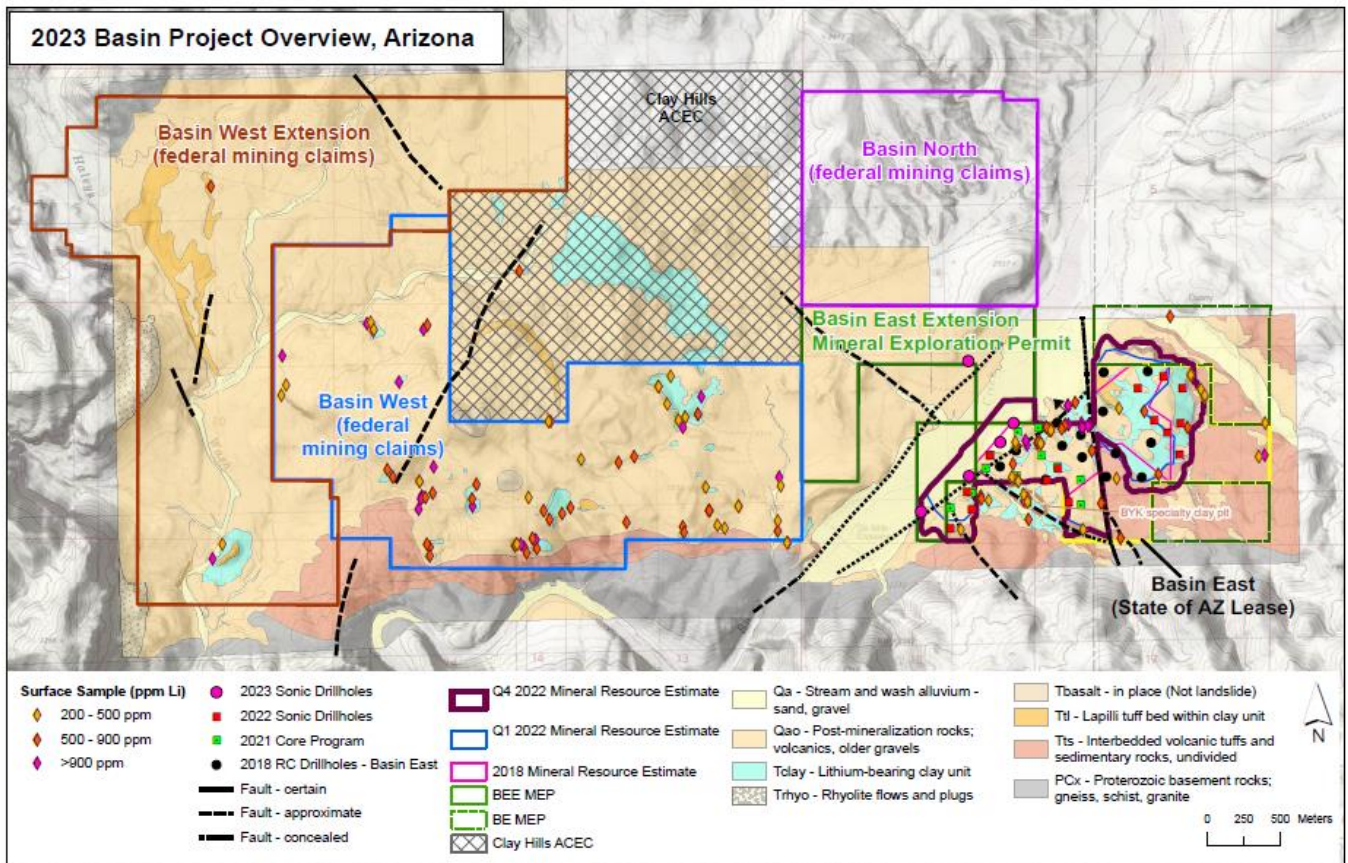 2023 Basin Project Overview, Arizona
Clay Hills
ACEC
Basin West Extension
(federal mining claims)
Basin North
(federal mining claims)
Basin East Extension
Mineral Exploration Permit
Basin West
(federal
mining claims)
BYK specialty clay pit
Basin East
(State of AZ Lease)
14
13
Surface Sample (ppm Li)
200 - 500 ppm
500 - 900 ppm
>900 ppm
2023 Sonic Drillholes
2022 Sonic Drillholes
2021 Core Program
2018 RC Drillholes - Basin East
Fault - certain
Fault - approximate
Fault - concealed
Q4 2022 Mineral Resource Estimate
Q1 2022 Mineral Resource Estimate
2018 Mineral Resource Estimate
BEE MEP
BE MEP
Clay Hills ACEC
Qa - Stream and wash alluvium -
sand, gravel
Qao - Post-mineralization rocks;
volcanics, older gravels
Tclay - Lithium-bearing clay unit
Trhyo - Rhyolite flows and plugs
Tbasalt - in place (Not landslide)
Ttl - Lapilli tuff bed within clay unit
Tts - Interbedded volcanic tuffs and
sedimentary rocks, undivided
PCx - Proterozoic basement rocks;
gneiss, schist, granite
N
0 250 500 Meters